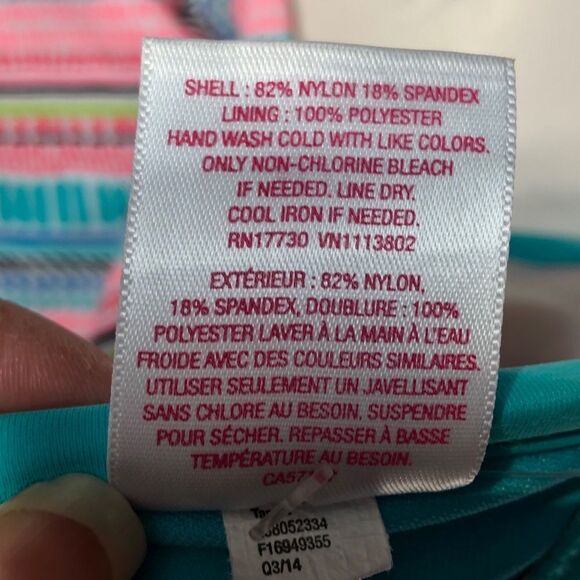 SHELL : 82% NYLON 18% SPANDEX
LINING : 100% POLYESTER
HAND WASH COLD WITH LIKE COLORS.
ONLY NON-CHLORINE BLEACH
IF NEEDED. LINE DRY.
COOL IRON IF NEEDED.
RN17730 VN1113802
EXTÉRIEUR : 82% NYLON,
18% SPANDEX, DOUBLURE : 100%
POLYESTER LAVER À LA MAIN À L'EAU
FROIDE AVEC DES COULEURS SIMILAIRES.
UTILISER SEULEMENT UN JAVELLISANT
SANS CHLORE AU BESOIN. SUSPENDRE
POUR SÉCHER. REPASSER À BASSE
TEMPÉRATURE AU BESOIN.
F16949355
Q3/14